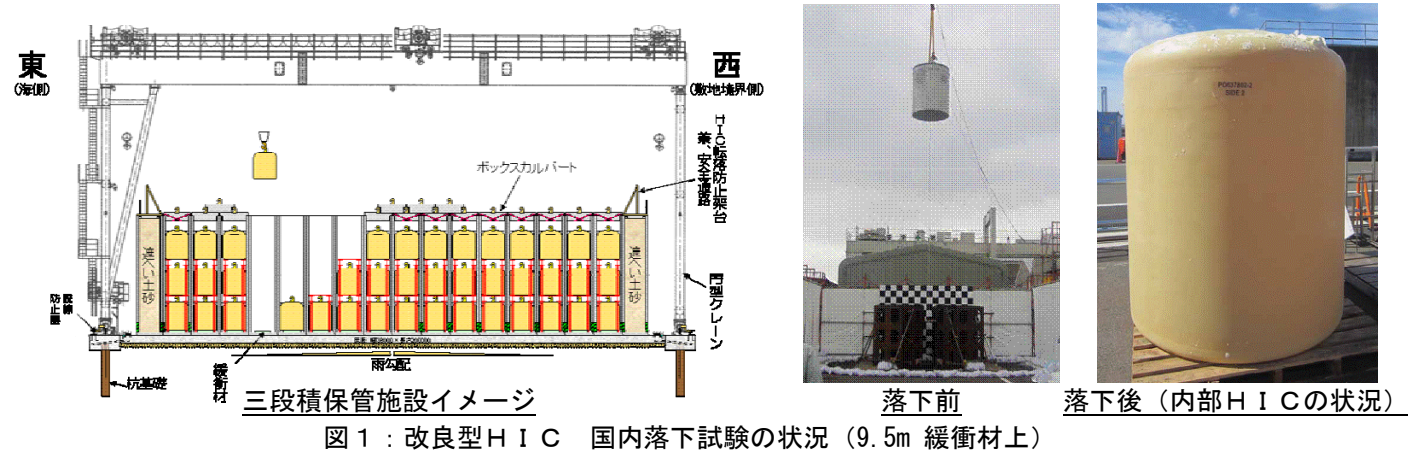 東
(海側)
西
(敷地境界側)
HIC転落防止架台
兼、安全通路
ボックスカルバート
遮へい土砂
遮へい土砂
門型クレーン
脱線
防止器
雨勾配
緩衝材
杭基礎
三段積保管施設イメージ
SIDE 2
落下前
落下後（内部ＨＩＣの状況）
図１：改良型ＨＩＣ　国内落下試験の状況（9.5m 緩衝材上）